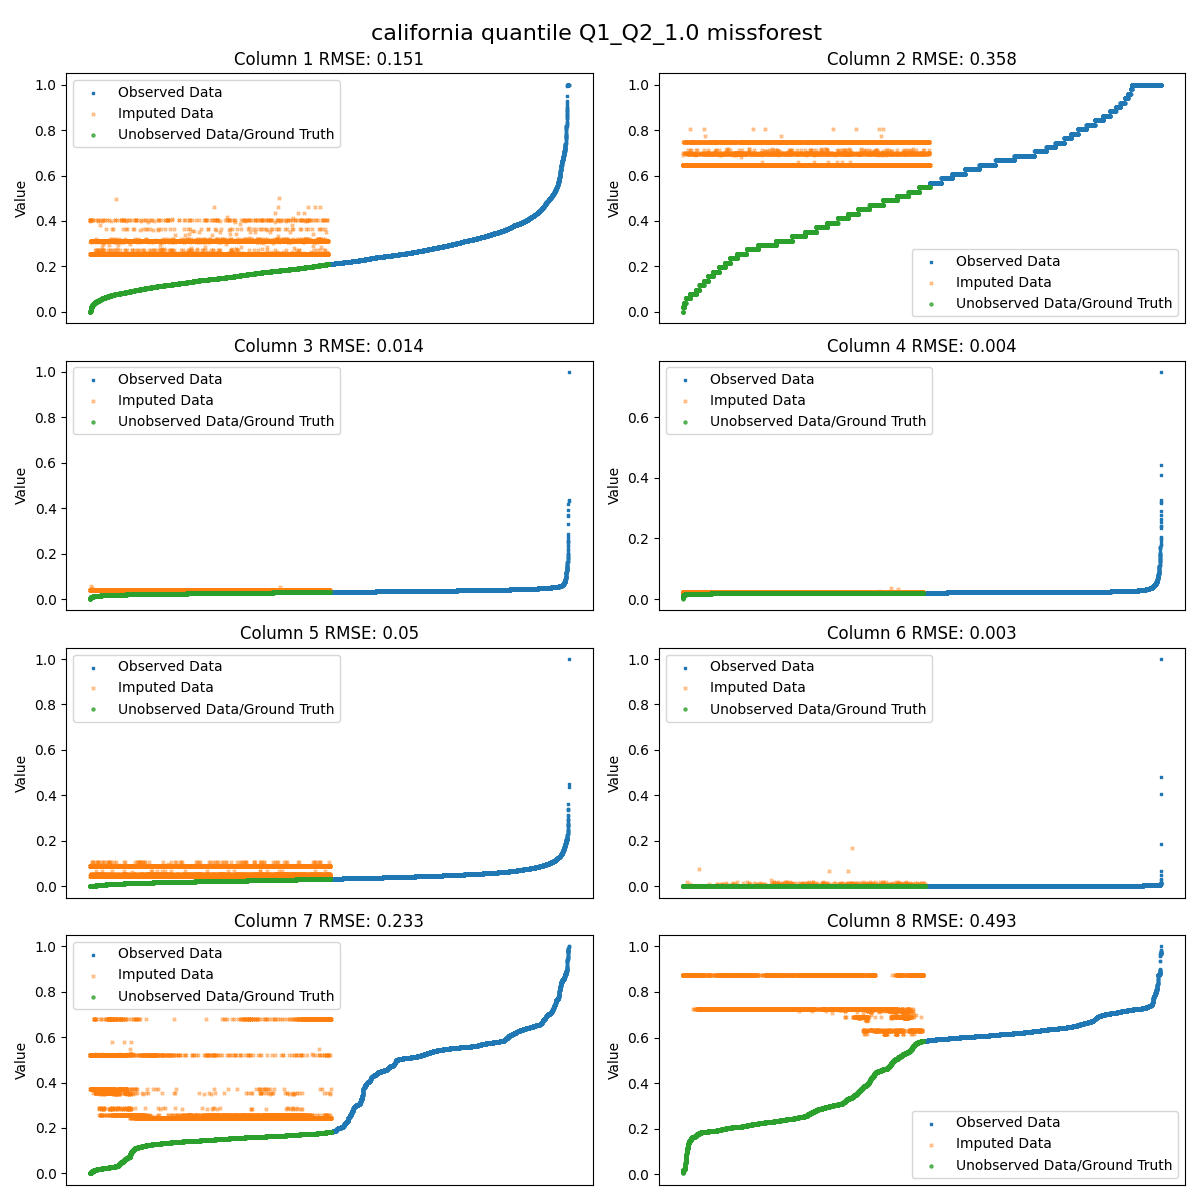 california quantile Q1_Q2_1.0 missforest
Column 1 RMSE: 0.151
Value
1.0
0.8
0.6
0.4
0.2
0.0
Observed Data
Imputed Data
Unobserved Data/Ground Truth
Column 2 RMSE: 0.358
Value
1.0
0.8
0.6
0.4
0.2
0.0
Observed Data
Imputed Data
Unobserved Data/Ground Truth
Column 3 RMSE: 0.014
Value
1.0
0.8
0.6
0.4
0.2
0.0
Observed Data
Imputed Data
Unobserved Data/Ground Truth
Column 4 RMSE: 0.004
Value
0.6
0.4
0.2
0.0
Observed Data
Imputed Data
Unobserved Data/Ground Truth
Column 5 RMSE: 0.05
Value
1.0
0.8
0.6
0.4
0.2
0.0
Observed Data
Imputed Data
Unobserved Data/Ground Truth
Column 6 RMSE: 0.003
Value
1.0
0.8
0.6
0.4
0.2
0.0
Observed Data
Imputed Data
Unobserved Data/Ground Truth
Column 7 RMSE: 0.233
Value
1.0
0.8
0.6
0.4
0.2
0.0
Observed Data
Imputed Data
Unobserved Data/Ground Truth
Column 8 RMSE: 0.493
Value
1.0
0.8
0.6
0.4
0.2
0.0
Observed Data
Imputed Data
Unobserved Data/Ground Truth